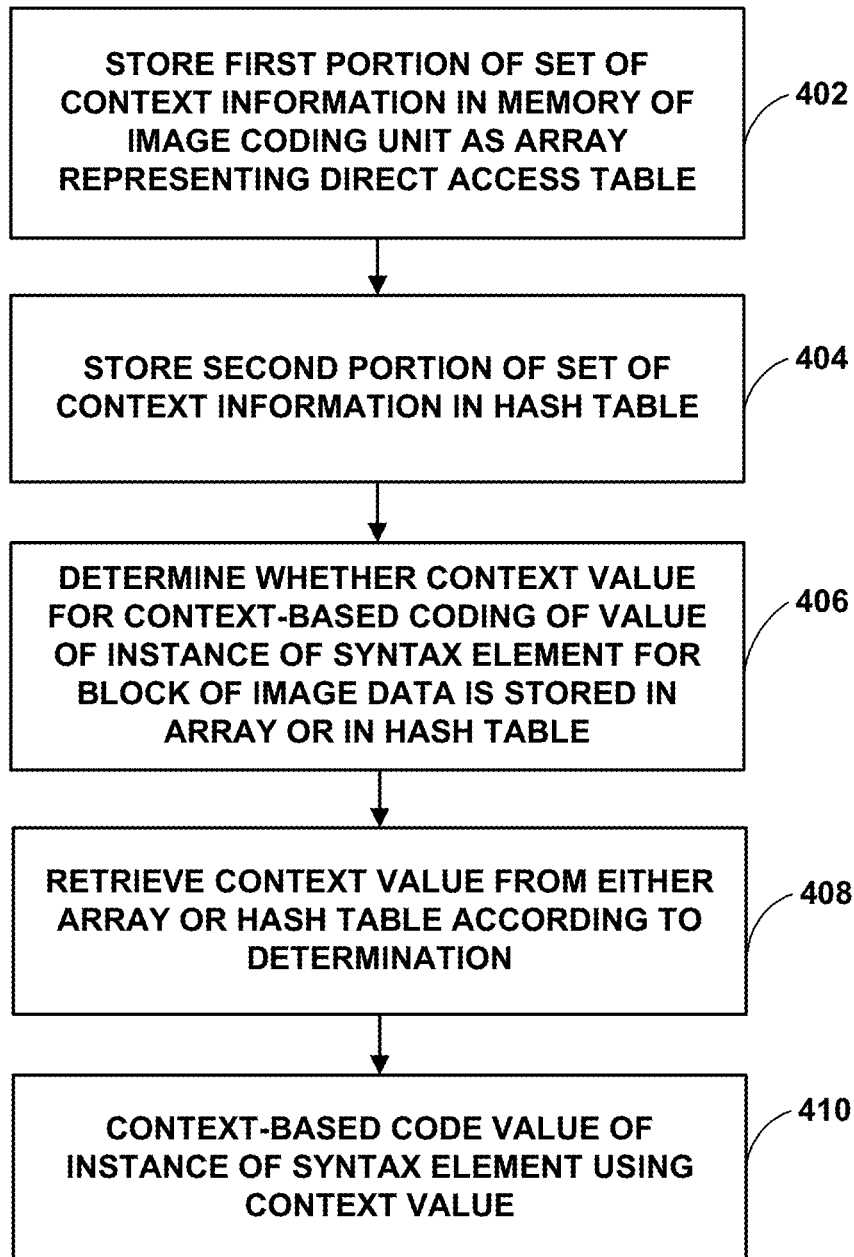 STORE FIRST PORTION OF SET OF
CONTEXT INFORMATION IN MEMORY OF
IMAGE CODING UNIT AS ARRAY
REPRESENTING DIRECT ACCESS TABLE
402
STORE SECOND PORTION OF SET OF
CONTEXT INFORMATION IN HASH TABLE
404
DETERMINE WHETHER CONTEXT VALUE
FOR CONTEXT-BASED CODING OF VALUE
OF INSTANCE OF SYNTAX ELEMENT FOR
BLOCK OF IMAGE DATA IS STORED IN
ARRAY OR IN HASH TABLE
406
RETRIEVE CONTEXT VALUE FROM EITHER
ARRAY OR HASH TABLE ACCORDING TO
DETERMINATION
408
CONTEXT-BASED CODE VALUE OF
INSTANCE OF SYNTAX ELEMENT USING
CONTEXT VALUE
410